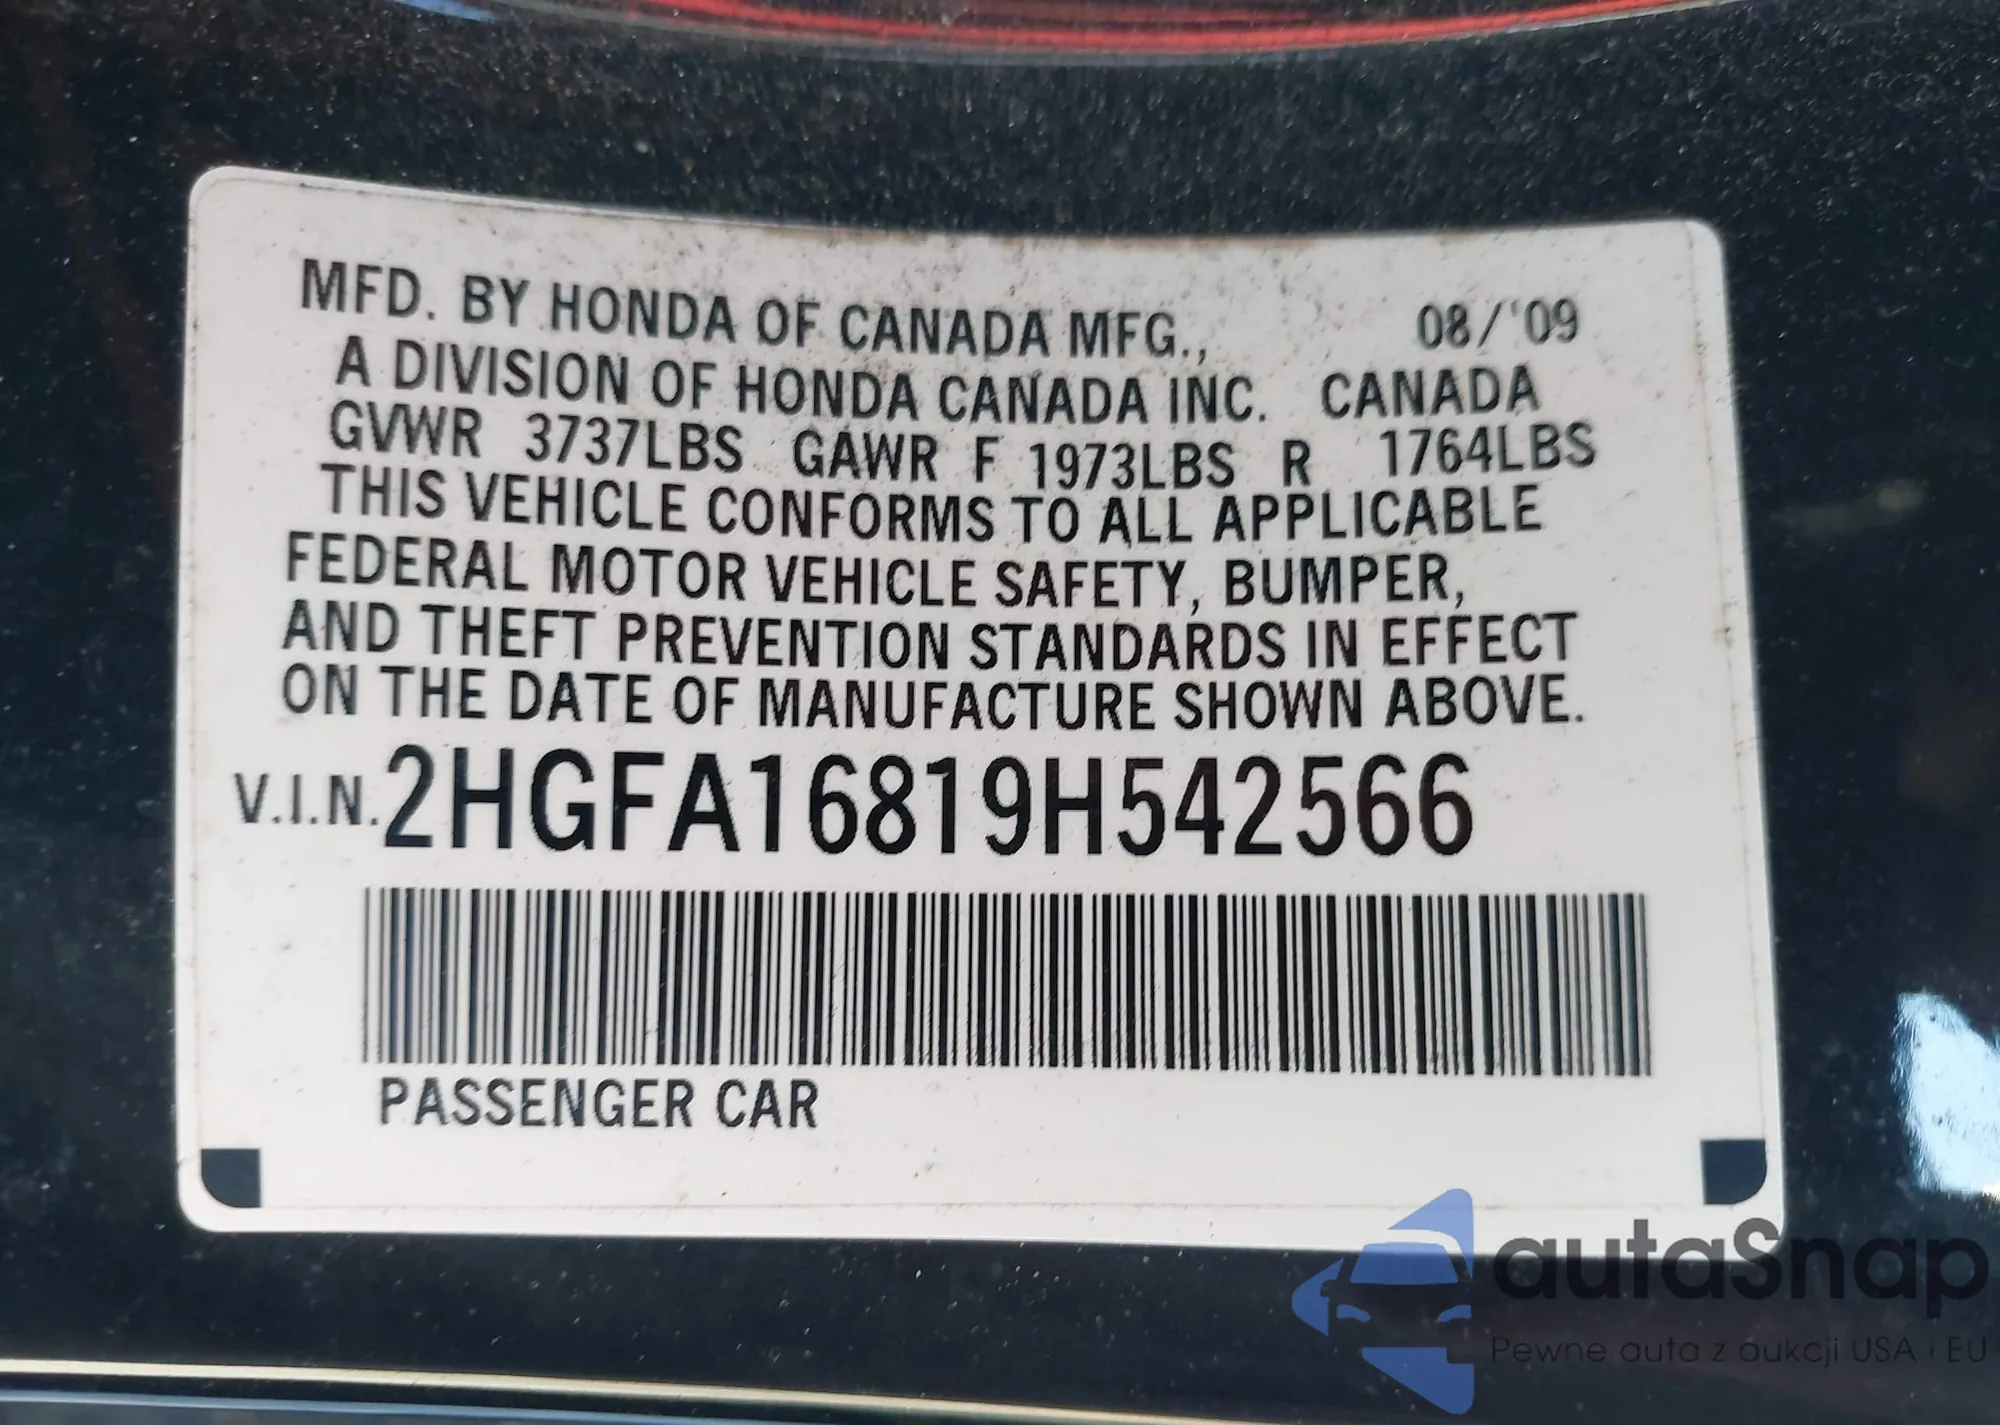 MFD. BY HONDA OF CANADA MFG., 08/'09
A DIVISION OF HONDA CANADA INC. CANADA
GVWR 3737LBS GAWR F 1973LBS R 1764LBS
THIS VEHICLE CONFORMS TO ALL APPLICABLE
FEDERAL MOTOR VEHICLE SAFETY, BUMPER,
AND THEFT PREVENTION STANDARDS IN EFFECT
ON THE DATE OF MANUFACTURE SHOWN ABOVE.
V.I.N. 2HGFA16819H542566
PASSENGER CAR
autaSnap
Pewne auta z aukcji USA i EU